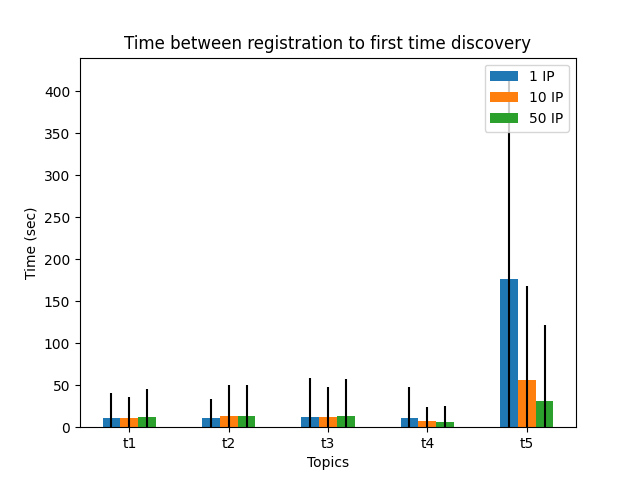 Time between registration to first time discovery
1 IP
10 IP
50 IP
400
350
300
250
200
150
100
50
0
Time (sec)
t1 t2 t3 t4 t5
Topics